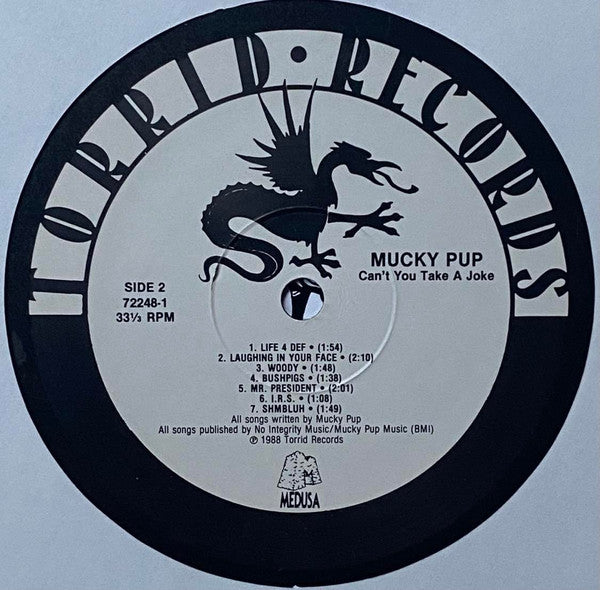 TORRID • RECORDS
MUCKY PUP
Can't You Take A Joke
SIDE 2
72248-1
33⅓ RPM
1. LIFE 4 DEF • (1:54)
2. LAUGHING IN YOUR FACE • (2:10)
3. WOODY • (1:48)
4. BUSHPIGS • (1:38)
5. MR. PRESIDENT • (2:01)
6. I.R.S. • (1:08)
7. SHMBLUH • (1:49)
All songs written by Mucky Pup
All songs published by No Integrity Music/Mucky Pup Music (BMI)
℗ 1988 Torrid Records
M
MEDUSA